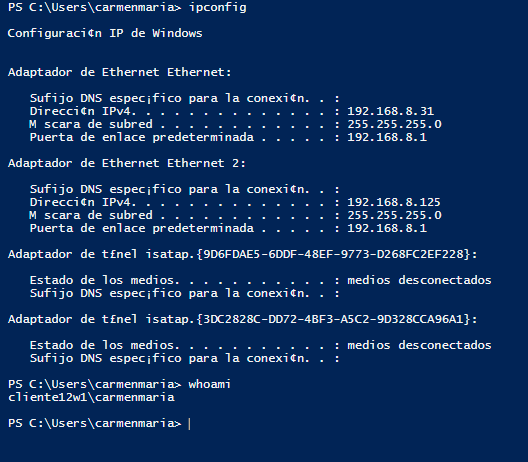 PS C:\Users\carmenmaria> ipconfig
Configuraci¢n IP de Windows
Adaptador de Ethernet Ethernet:
Sufijo DNS espec¡fico para la conexi¢n. . :
Direcci¢n IPv4. . . . . . . . . . . . . . : 192.168.8.31
M scara de subred . . . . . . . . . . . . : 255.255.255.0
Puerta de enlace predeterminada . . . . . : 192.168.8.1
Adaptador de Ethernet Ethernet 2:
Sufijo DNS espec¡fico para la conexi¢n. . :
Direcci¢n IPv4. . . . . . . . . . . . . . : 192.168.8.125
M scara de subred . . . . . . . . . . . . : 255.255.255.0
Puerta de enlace predeterminada . . . . . : 192.168.8.1
Adaptador de t£nel isatap.{9D6FDAE5-6DDF-48EF-9773-D268FC2EF228}:
Estado de los medios. . . . . . . . . . . : medios desconectados
Sufijo DNS espec¡fico para la conexi¢n. . :
Adaptador de t£nel isatap.{3DC2828C-DD72-4BF3-A5C2-9D328CCA96A1}:
Estado de los medios. . . . . . . . . . . : medios desconectados
Sufijo DNS espec¡fico para la conexi¢n. . :
PS C:\Users\carmenmaria> whoami
cliente12w1\carmenmaria
PS C:\Users\carmenmaria>